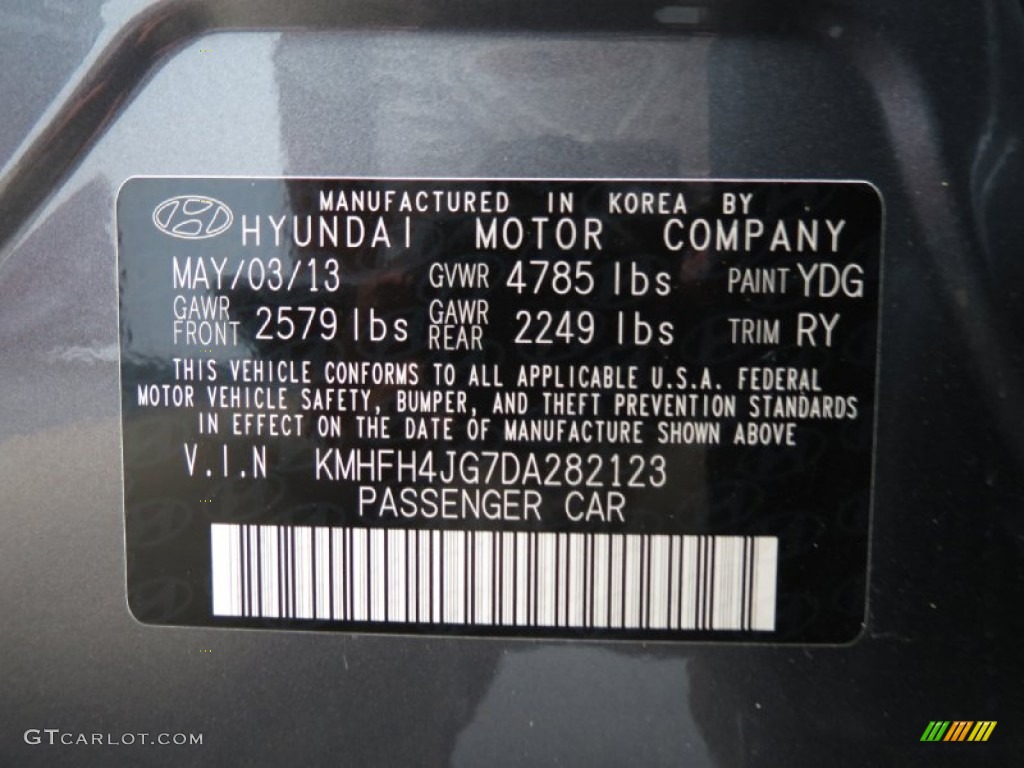 MANUFACTURED IN KOREA BY
HYUNDAI MOTOR COMPANY
MAY/03/13 GVWR 4785 lbs PAINT YDG
GAWR FRONT 2579 lbs GAWR REAR 2249 lbs TRIM RY
THIS VEHICLE CONFORMS TO ALL APPLICABLE U.S.A. FEDERAL
MOTOR VEHICLE SAFETY, BUMPER, AND THEFT PREVENTION STANDARDS
IN EFFECT ON THE DATE OF MANUFACTURE SHOWN ABOVE
V.I.N KMHFH4JG7DA282123
PASSENGER CAR
GTCARLOT.COM